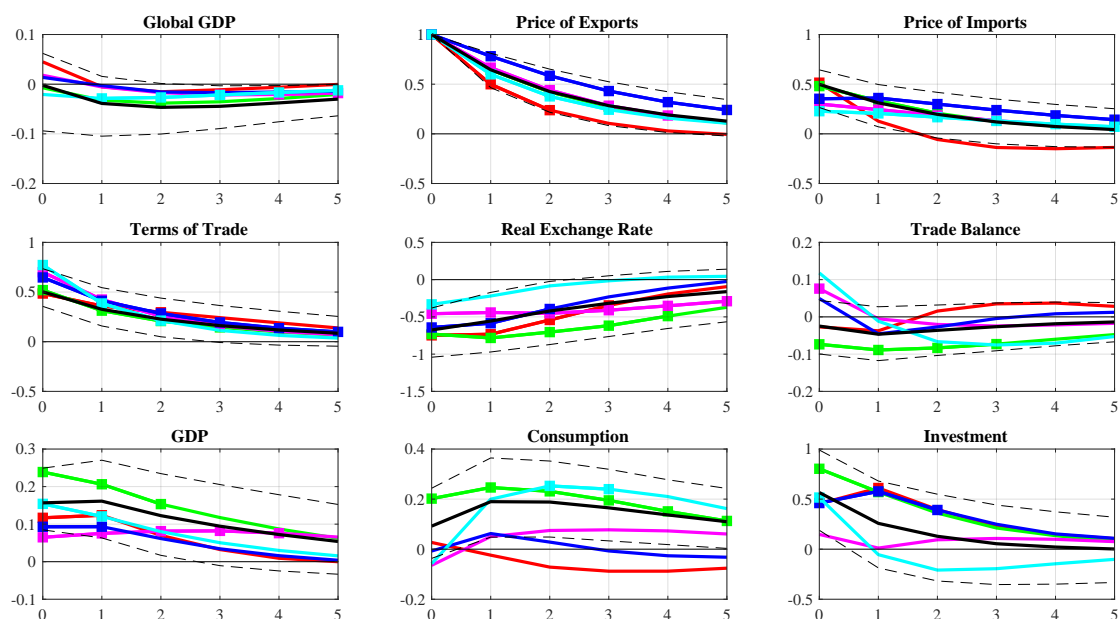 Global GDP
0.1
0
-0.1
-0.2
0 1 2 3 4 5
Price of Exports
1
0.5
0
-0.5
0 1 2 3 4 5
Price of Imports
1
0.5
0
-0.5
0 1 2 3 4 5
Terms of Trade
1
0.5
0
-0.5
0 1 2 3 4 5
Real Exchange Rate
0.5
0
-0.5
-1
-1.5
0 1 2 3 4 5
Trade Balance
0.2
0.1
0
-0.1
-0.2
0 1 2 3 4 5
GDP
0.3
0.2
0.1
0
-0.1
0 1 2 3 4 5
Consumption
0.4
0.2
0
-0.2
0 1 2 3 4 5
Investment
1
0.5
0
-0.5
0 1 2 3 4 5